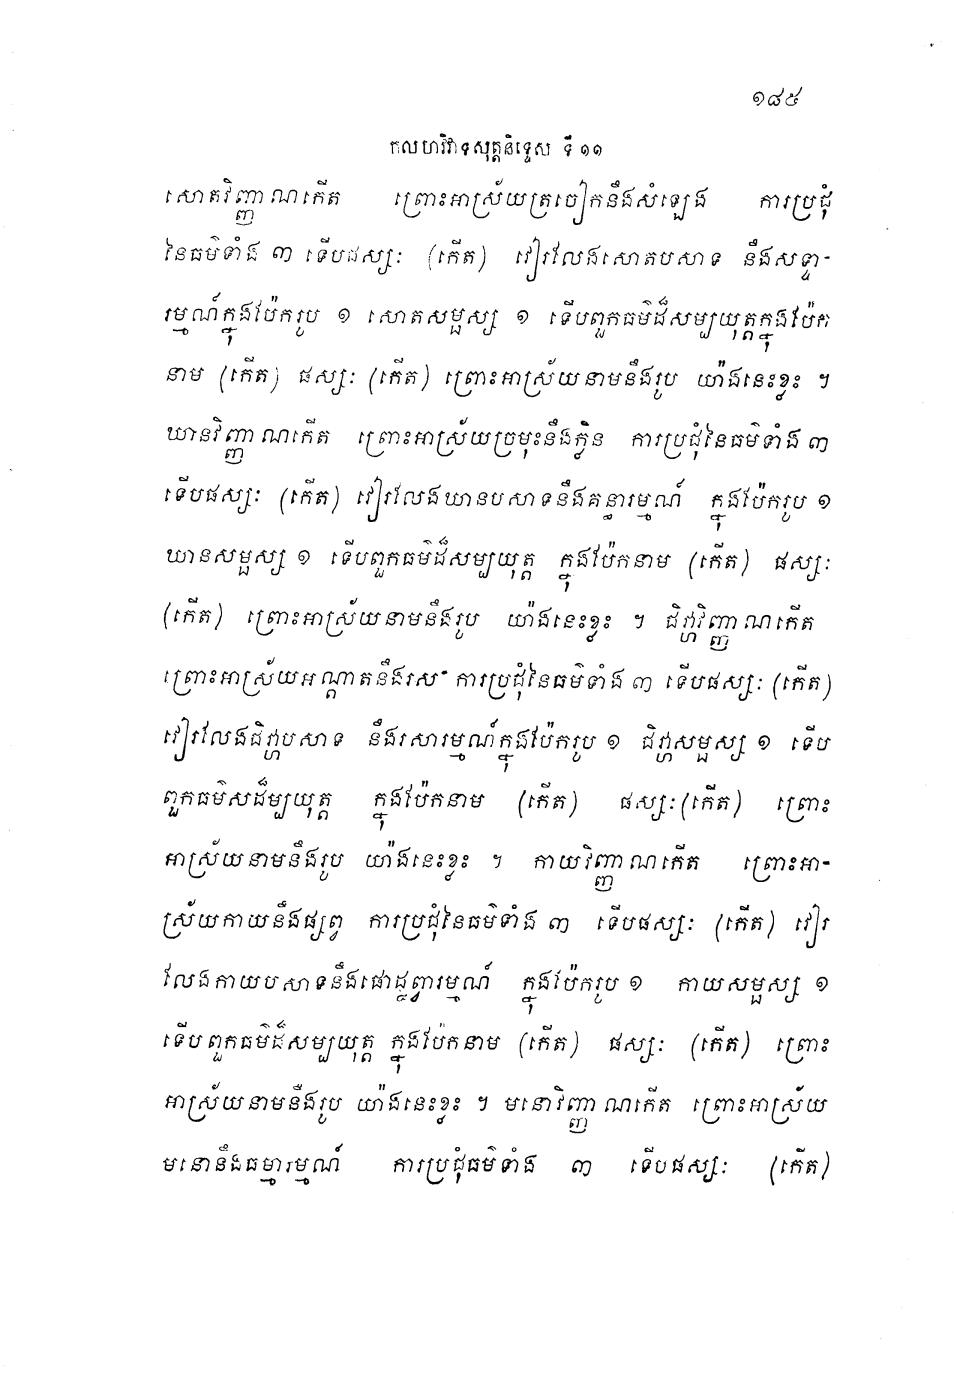 ១៨៥
កលហវិវាទសុត្តនិទ្ទេស ទី ១១
សោតវិញ្ញាណកើត ព្រោះអាស្រ័យត្រចៀកនឹងសំឡេង ការប្រជុំ
នៃធម៌ទាំង ៣ ទើបផស្សៈ (កើត) វៀរលែងសោតបសាទ នឹងសទ្ទា-
រម្មណ៍ក្នុងប៉ែករូប ១ សោតសម្ផស្ស ១ ទើបពួកធម៌ដ៏សម្បយុត្តក្នុងប៉ែក
នាម (កើត) ផស្សៈ (កើត) ព្រោះអាស្រ័យនាមនឹងរូប យ៉ាងនេះខ្លះ ។
ឃានវិញ្ញាណកើត ព្រោះអាស្រ័យច្រមុះនឹងក្លិន ការប្រជុំនៃធម៌ទាំង ៣
ទើបផស្សៈ (កើត) វៀរលែងឃានបសាទនឹងគន្ធារម្មណ៍ ក្នុងប៉ែករូប ១
ឃានសម្ផស្ស ១ ទើបពួកធម៌ដ៏សម្បយុត្ត ក្នុងប៉ែកនាម (កើត) ផស្សៈ
(កើត) ព្រោះអាស្រ័យនាមនឹងរូប យ៉ាងនេះខ្លះ ។ ជិវ្ហាវិញ្ញាណកើត
ព្រោះអាស្រ័យអណ្តាតនឹងរស ការប្រជុំនៃធម៌ទាំង ៣ ទើបផស្សៈ (កើត)
វៀរលែងជិវ្ហាបសាទ នឹងរសារម្មណ៍ក្នុងប៉ែករូប ១ ជិវ្ហាសម្ផស្ស ១ ទើប
ពួកធម៌សដ៏ម្បយុត្ត ក្នុងប៉ែកនាម (កើត) ផស្សៈ (កើត) ព្រោះ
អាស្រ័យនាមនឹងរូប យ៉ាងនេះខ្លះ ។ កាយវិញ្ញាណកើត ព្រោះអា-
ស្រ័យកាយនឹងផ្សព្វ ការប្រជុំនៃធម៌ទាំង ៣ ទើបផស្សៈ (កើត) វៀរ
លែងកាយបសាទនឹងផោដ្ឋព្វារម្មណ៍ ក្នុងប៉ែករូប ១ កាយសម្ផស្ស ១
ទើបពួកធម៌ដ៏សម្បយុត្ត ក្នុងប៉ែកនាម (កើត) ផស្សៈ (កើត) ព្រោះ
អាស្រ័យនាមនឹងរូប យ៉ាងនេះខ្លះ ។ មនោវិញ្ញាណកើត ព្រោះអាស្រ័យ
មនោនឹងធម្មារម្មណ៍ ការប្រជុំធម៌ទាំង ៣ ទើបផស្សៈ (កើត)